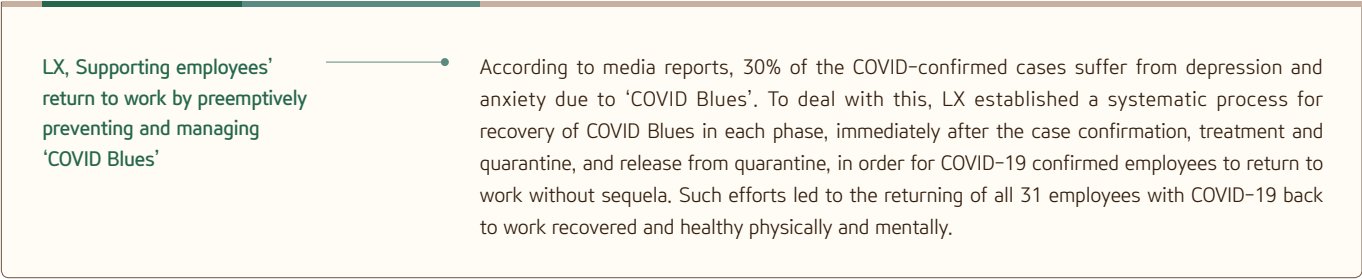 LX, Supporting employees’
return to work by preemptively
preventing and managing
‘COVID Blues’
According to media reports, 30% of the COVID-confirmed cases suffer from depression and
anxiety due to ‘COVID Blues’. To deal with this, LX established a systematic process for
recovery of COVID Blues in each phase, immediately after the case confirmation, treatment and
quarantine, and release from quarantine, in order for COVID-19 confirmed employees to return to
work without sequela. Such efforts led to the returning of all 31 employees with COVID-19 back
to work recovered and healthy physically and mentally.